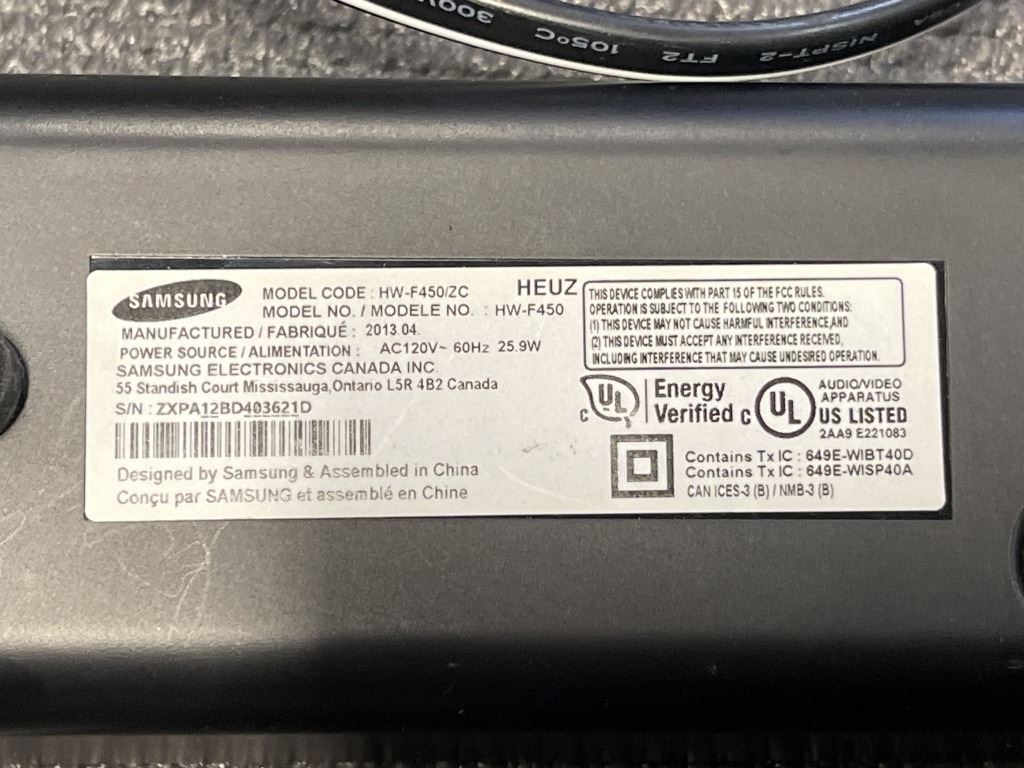 300V
105°C
FT2
NISPT-2
SAMSUNG
MODEL CODE : HW-F450/ZC
HEUZ
MODEL NO. / MODELE NO. : HW-F450
MANUFACTURED / FABRIQUÉ : 2013.04.
POWER SOURCE / ALIMENTATION : AC120V~ 60Hz 25.9W
SAMSUNG ELECTRONICS CANADA INC.
55 Standish Court Mississauga,Ontario L5R 4B2 Canada
S/N : ZXPA12BD403621D
Designed by Samsung & Assembled in China
Conçu par SAMSUNG et assemblé en Chine
THIS DEVICE COMPLIES WITH PART 15 OF THE FCC RULES.
OPERATION IS SUBJECT TO THE FOLLOWING TWO CONDITIONS:
(1) THIS DEVICE MAY NOT CAUSE HARMFUL INTERFERENCE,AND
(2) THIS DEVICE MUST ACCEPT ANY INTERFERENCE RECEIVED,
INCLUDING INTERFERENCE THAT MAY CAUSE UNDESIRED OPERATION.
C UL
Energy
Verified
C UL
AUDIO/VIDEO
APPARATUS
US LISTED
2AA9 E221083
Contains Tx IC : 649E-WIBT40D
Contains Tx IC : 649E-WISP40A
CAN ICES-3 (B) / NMB-3 (B)